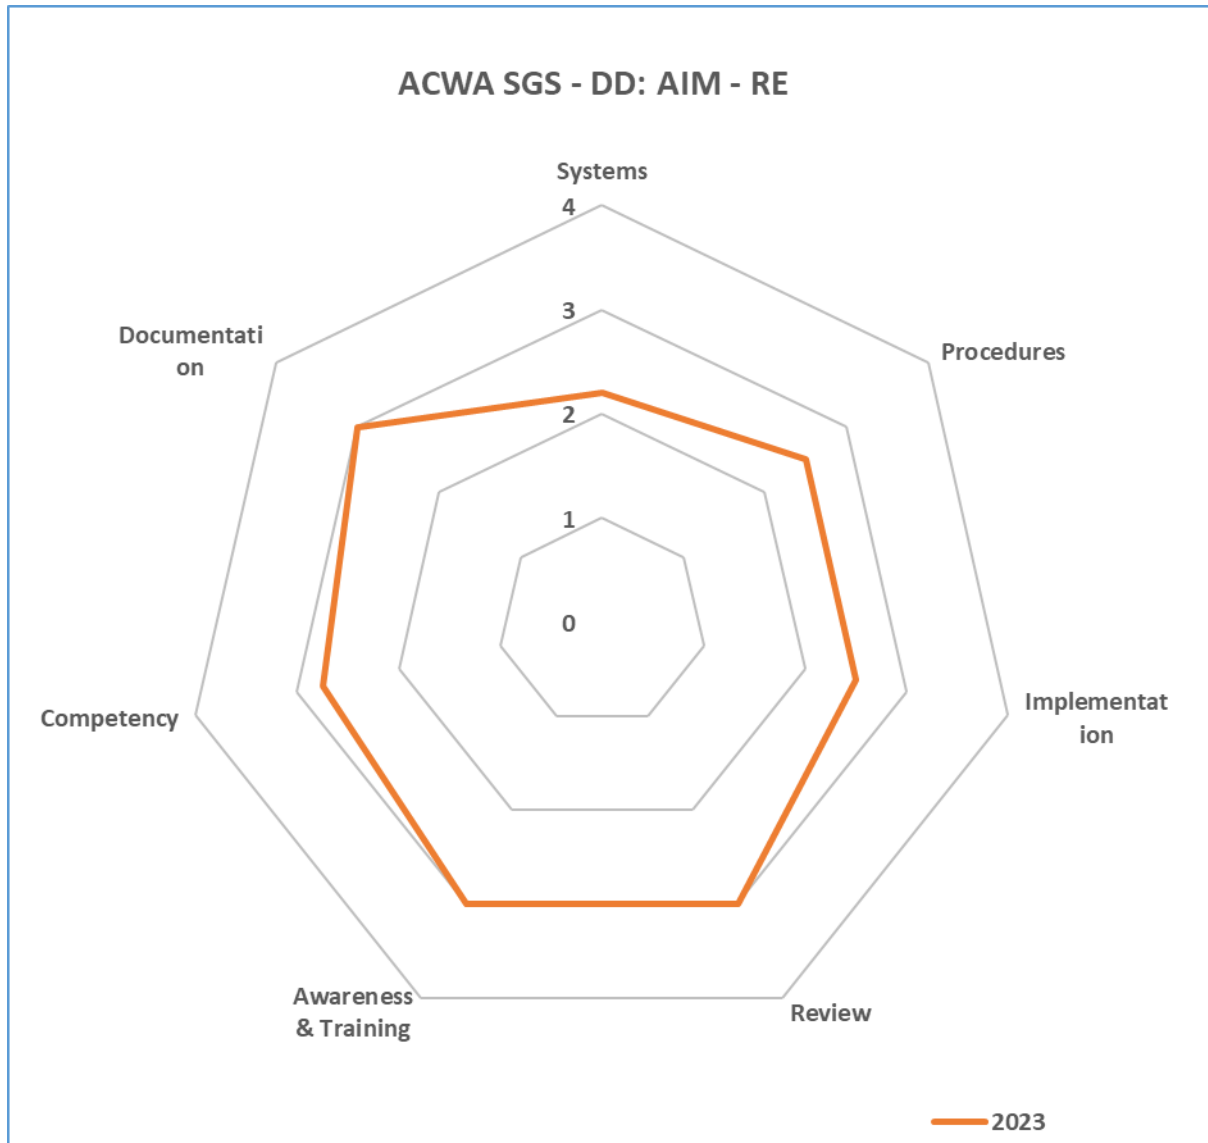 ACWA SGS - DD: AIM - RE
Systems
4
3
2
1
0
Procedures
Implementat
ion
Review
Awareness
& Training
Competency
Documentati
on
2023